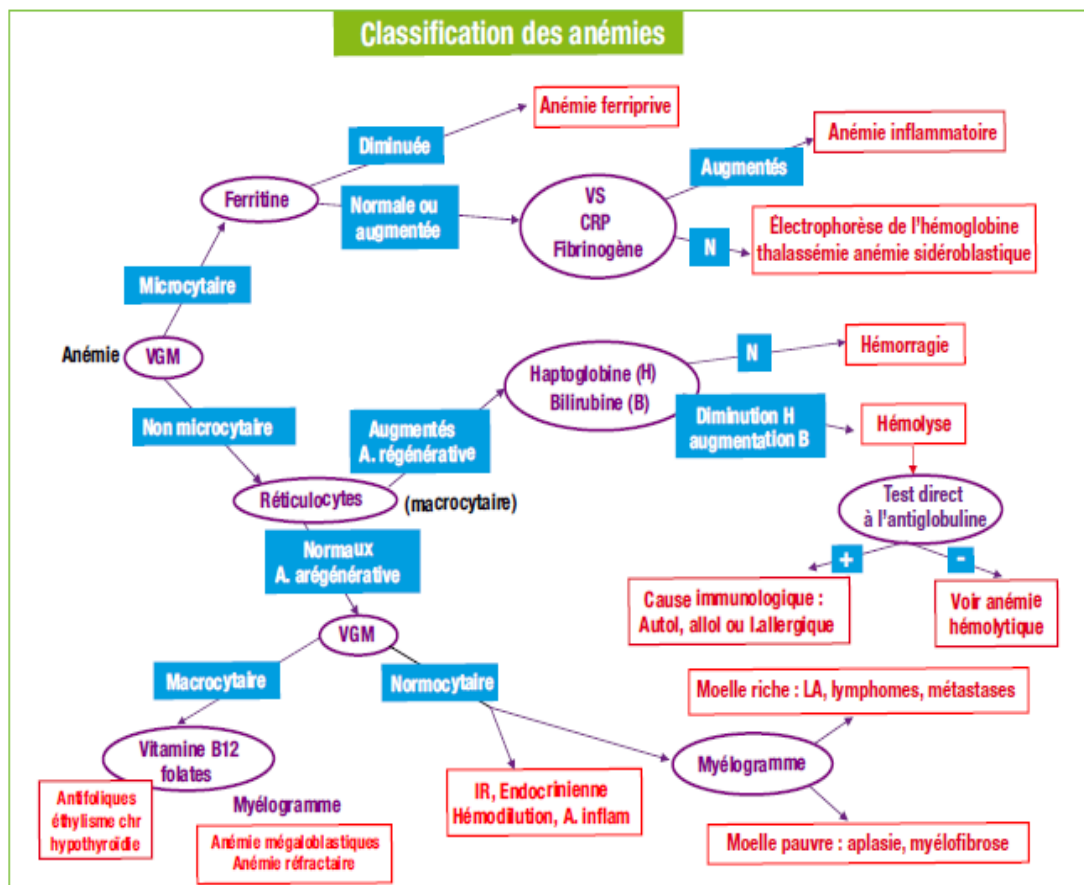 Classification des anémies
Anémie ferriprive
Diminuée
Anémie inflammatoire
Augmentés
Ferritine
Normale ou
augmentée
VS
CRP
Fibrinogène
N
Électrophorèse de l'hémoglobine
thalassémie anémie sidéroblastique
Microcytaire
Anémie
VGM
N
Hémorragie
Haptoglobine (H)
Bilirubine (B)
Non microcytaire
Augmentés
A. régénérative
Diminution H
augmentation B
Hémolyse
Réticulocytes
(macrocytaire)
Test direct
à l'antiglobuline
Normaux
A. arégénérative
+
-
Cause immunologique :
AutoI, alloI ou I.allergique
Voir anémie
hémolytique
VGM
Macrocytaire
Normocytaire
Moelle riche : LA, lymphomes, métastases
Vitamine B12
folates
Myélogramme
Antifoliques
éthylisme chr
hypothyroïdie
Myélogramme
IR, Endocrinienne
Hémodilution, A. inflam
Anémie mégaloblastiques
Anémie réfractaire
Moelle pauvre : aplasie, myélofibrose